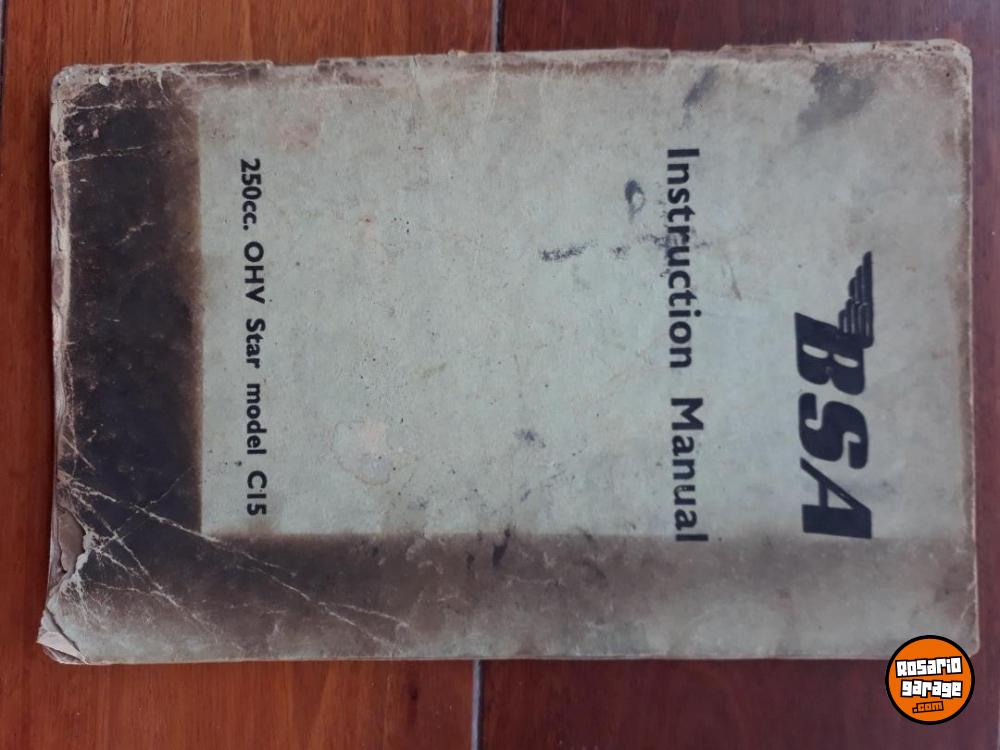 BSA
Instruction Manual
250cc. OHV Star model C15
Rosario
garage
.com